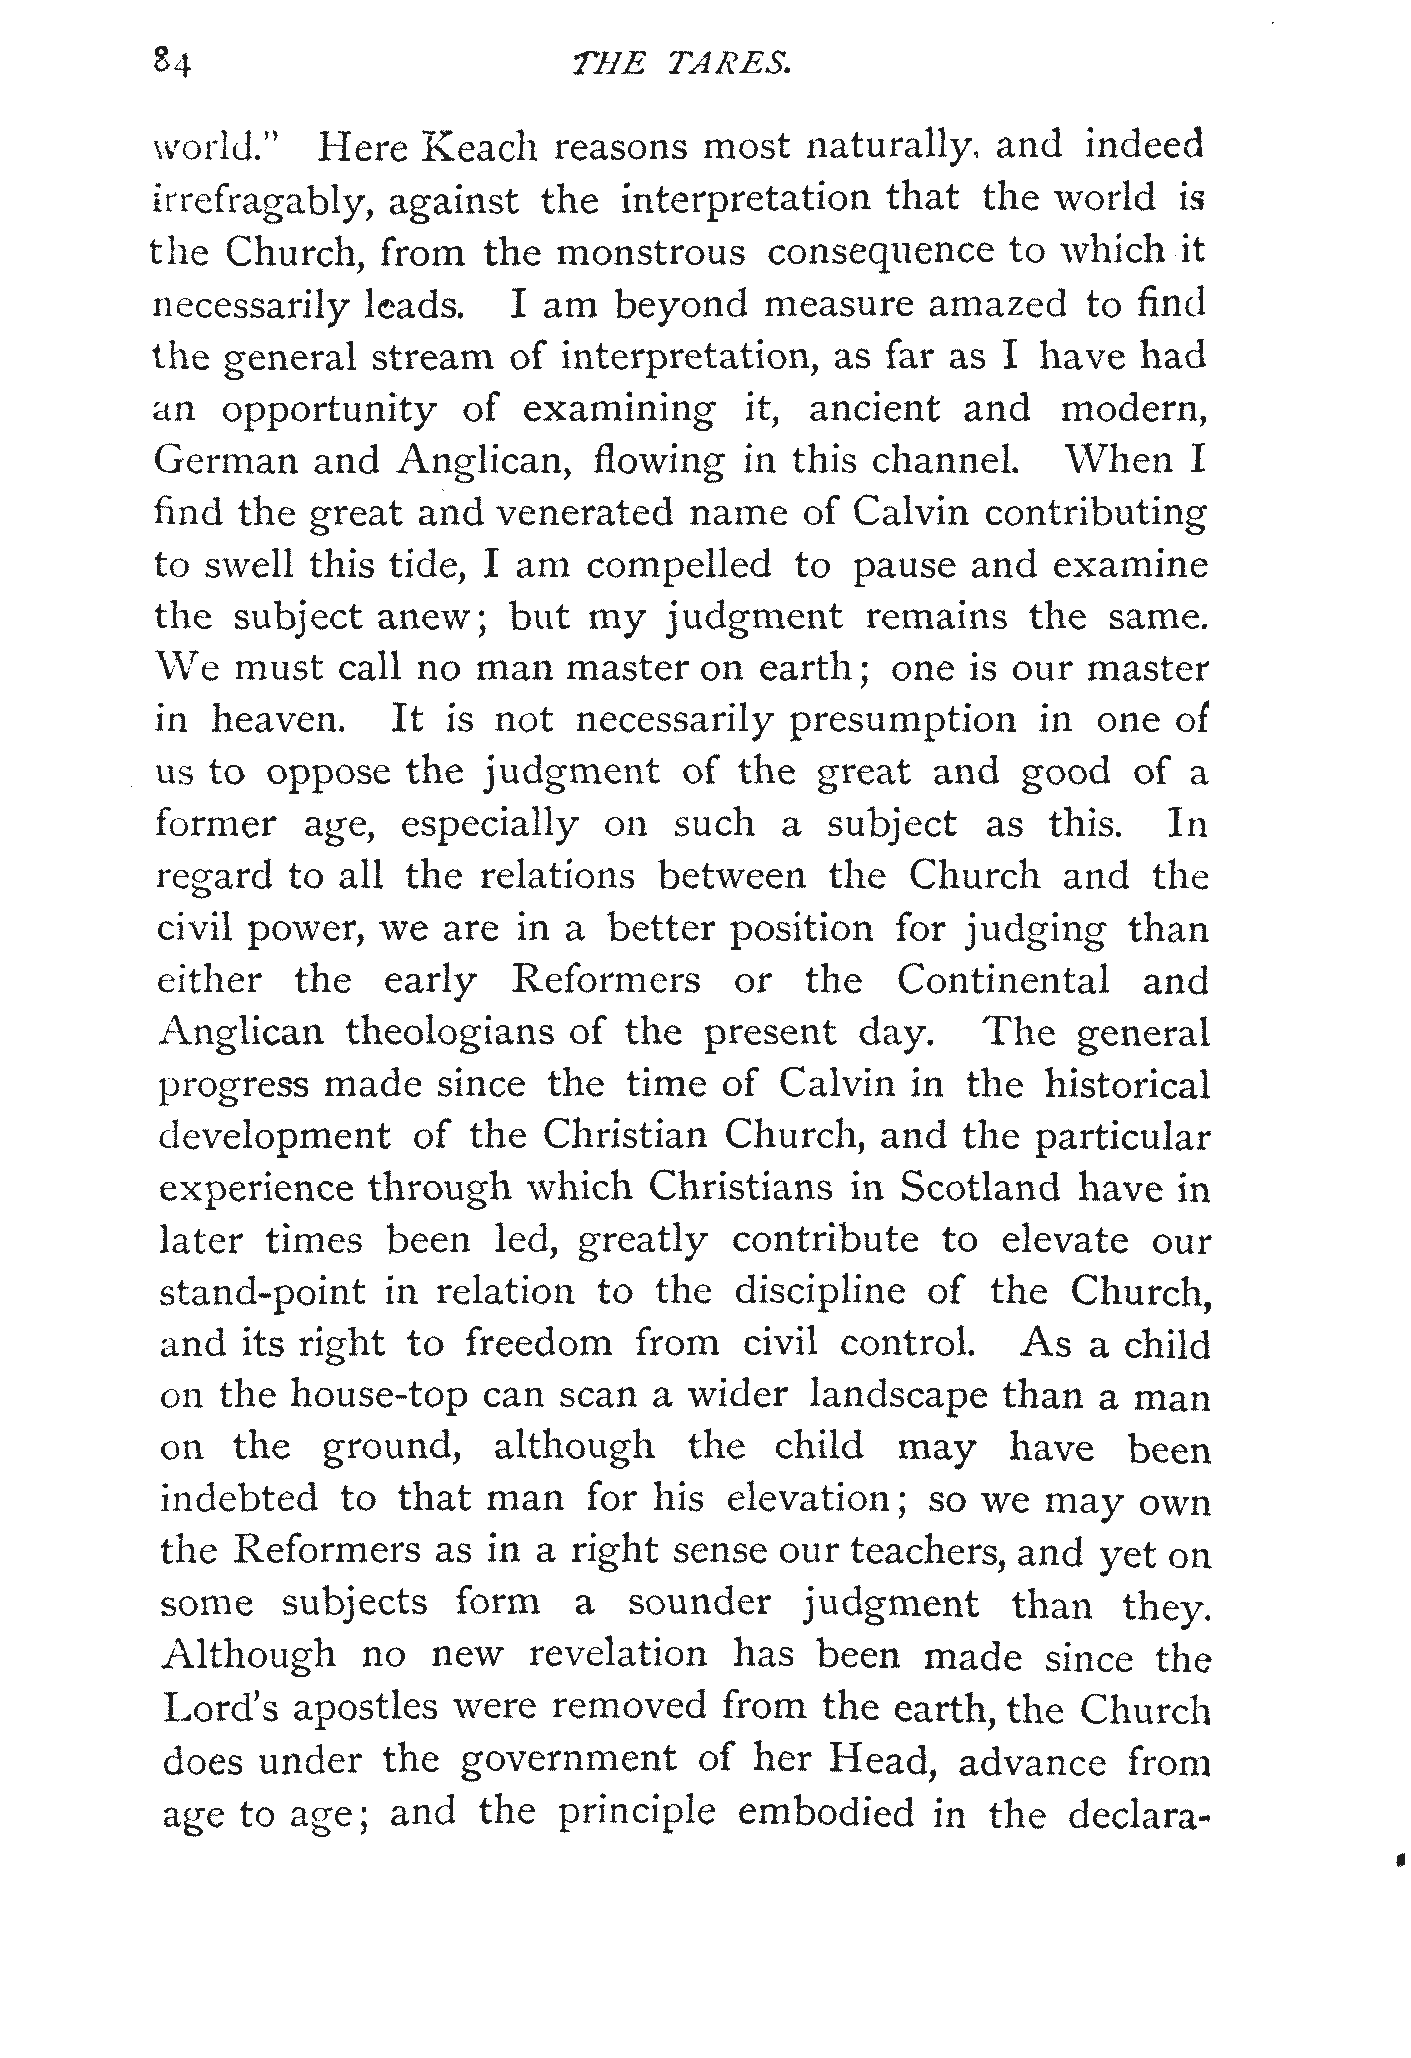 84 THE TARES.
world." Here Keach reasons most naturally, and indeed
irrefragably, against the interpretation that the world is
the Church, from the monstrous consequence to which it
necessarily leads. I am beyond measure amazed to find
the general stream of interpretation, as far as I have had
an opportunity of examining it, ancient and modern,
German and Anglican, flowing in this channel. When I
find the great and venerated name of Calvin contributing
to swell this tide, I am compelled to pause and examine
the subject anew; but my judgment remains the same.
We must call no man master on earth; one is our master
in heaven. It is not necessarily presumption in one of
us to oppose the judgment of the great and good of a
former age, especially on such a subject as this. In
regard to all the relations between the Church and the
civil power, we are in a better position for judging than
either the early Reformers or the Continental and
Anglican theologians of the present day. The general
progress made since the time of Calvin in the historical
development of the Christian Church, and the particular
experience through which Christians in Scotland have in
later times been led, greatly contribute to elevate our
stand-point in relation to the discipline of the Church,
and its right to freedom from civil control. As a child
on the house-top can scan a wider landscape than a man
on the ground, although the child may have been
indebted to that man for his elevation; so we may own
the Reformers as in a right sense our teachers, and yet on
some subjects form a sounder judgment than they.
Although no new revelation has been made since the
Lord's apostles were removed from the earth, the Church
does under the government of her Head, advance from
age to age; and the principle embodied in the declara-